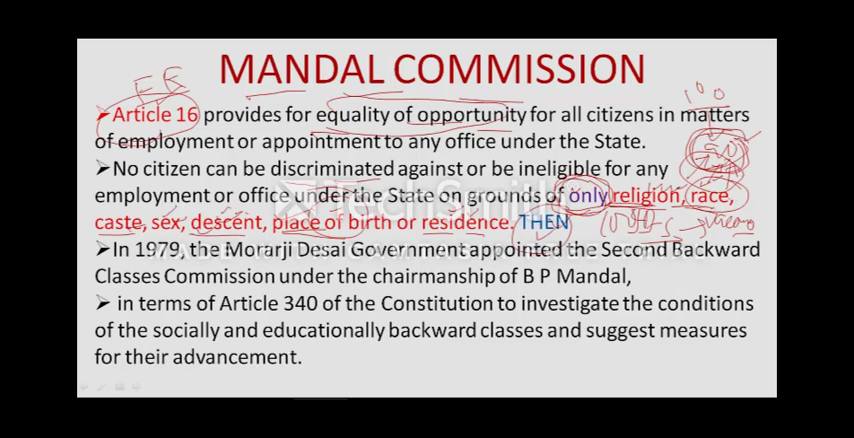 MANDAL COMMISSION
➢Article 16 provides for equality of opportunity for all citizens in matters
of employment or appointment to any office under the State.
➢No citizen can be discriminated against or be ineligible for any
employment or office under the State on grounds of only religion, race,
caste, sex, descent, place of birth or residence. THEN
➢In 1979, the Morarji Desai Government appointed the Second Backward
Classes Commission under the chairmanship of B P Mandal,
➢ in terms of Article 340 of the Constitution to investigate the conditions
of the socially and educationally backward classes and suggest measures
for their advancement.
TechSmith
100